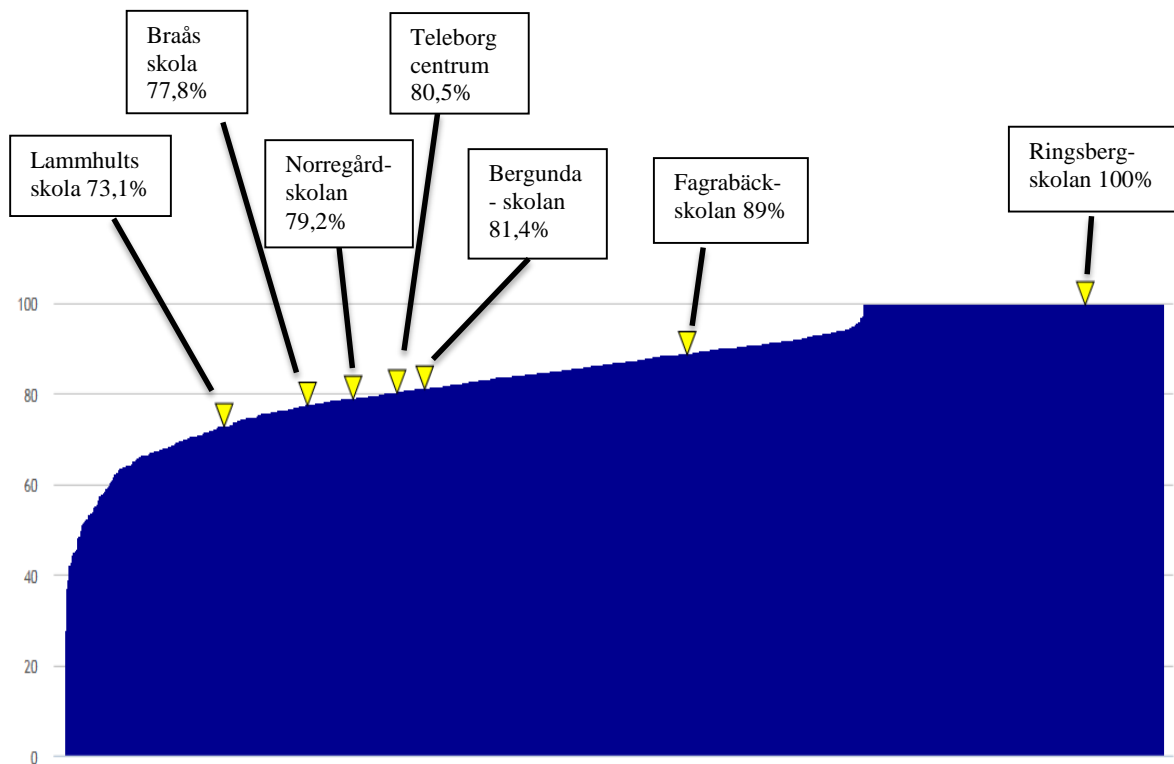 Braås
skola
77,8%
Teleborg
centrum
80,5%
Lammhults
skola 73,1%
Norregård-
skolan
79,2%
Bergunda
- skolan
81,4%
Fagrabäck-
skolan 89%
Ringsberg-
skolan 100%
100
80
60
40
20
0